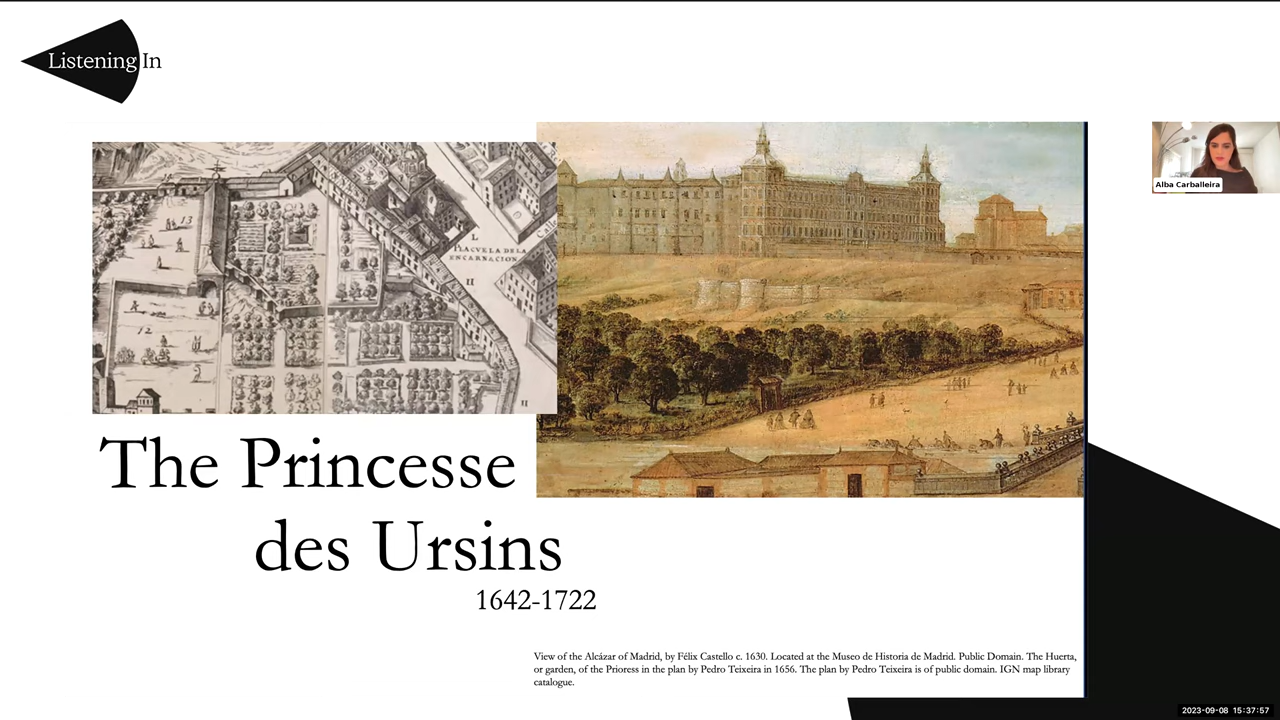 Listening In
13
L
PLAÇVELA DE LA
ENCARNACION
Calle
H
12
H
Alba Carballeira
The Princesse
des Ursins
1642-1722
View of the Alcázar of Madrid, by Félix Castello c. 1630. Located at the Museo de Historia de Madrid. Public Domain. The Huerta,
or garden, of the Prioress in the plan by Pedro Teixeira in 1656. The plan by Pedro Teixeira is of public domain. IGN map library
catalogue.
2023-09-08 15:37:57